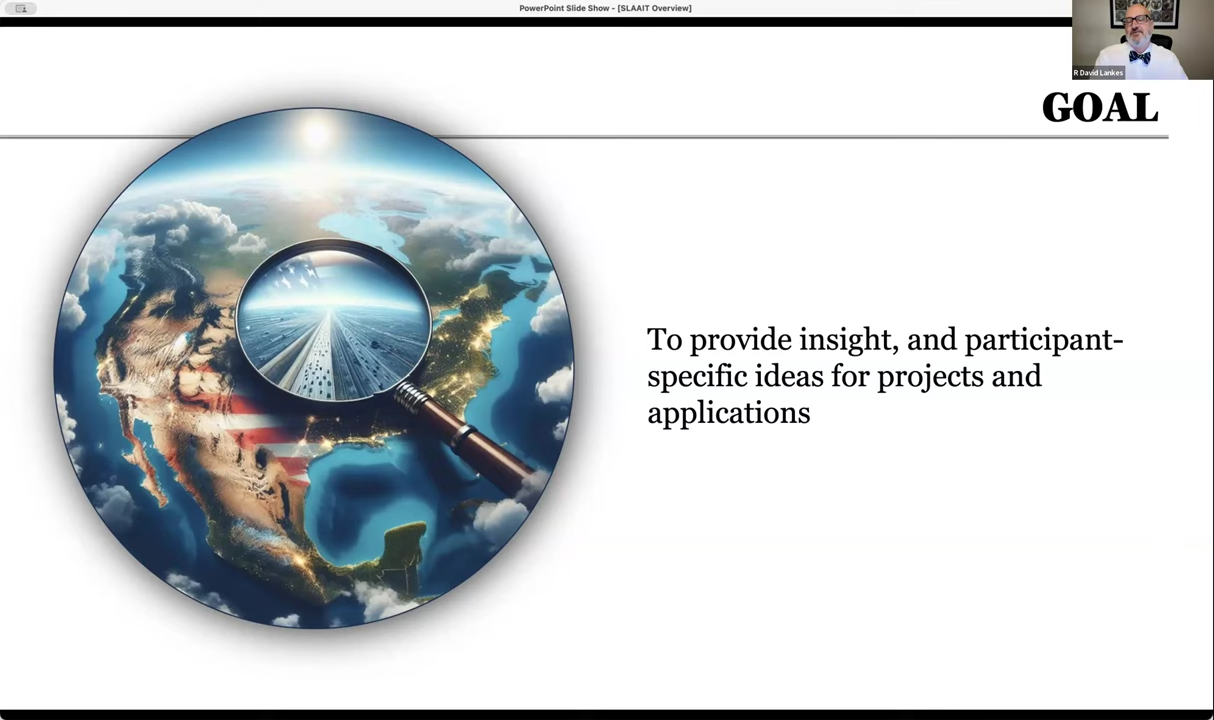 PowerPoint Slide Show - [SLAAIT Overview]
R David Lankes
GOAL
To provide insight, and participant-
specific ideas for projects and
applications